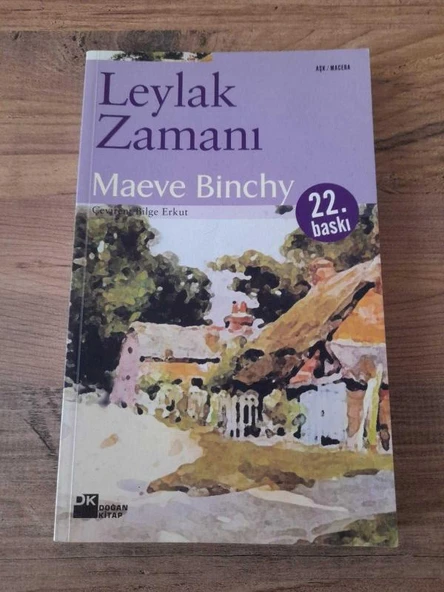 AŞK / MACERA
Leylak
Zamanı
Maeve Binchy
Çeviren: Bilge Erkut
22.
baskı
DK
DOĞAN
KİTAP